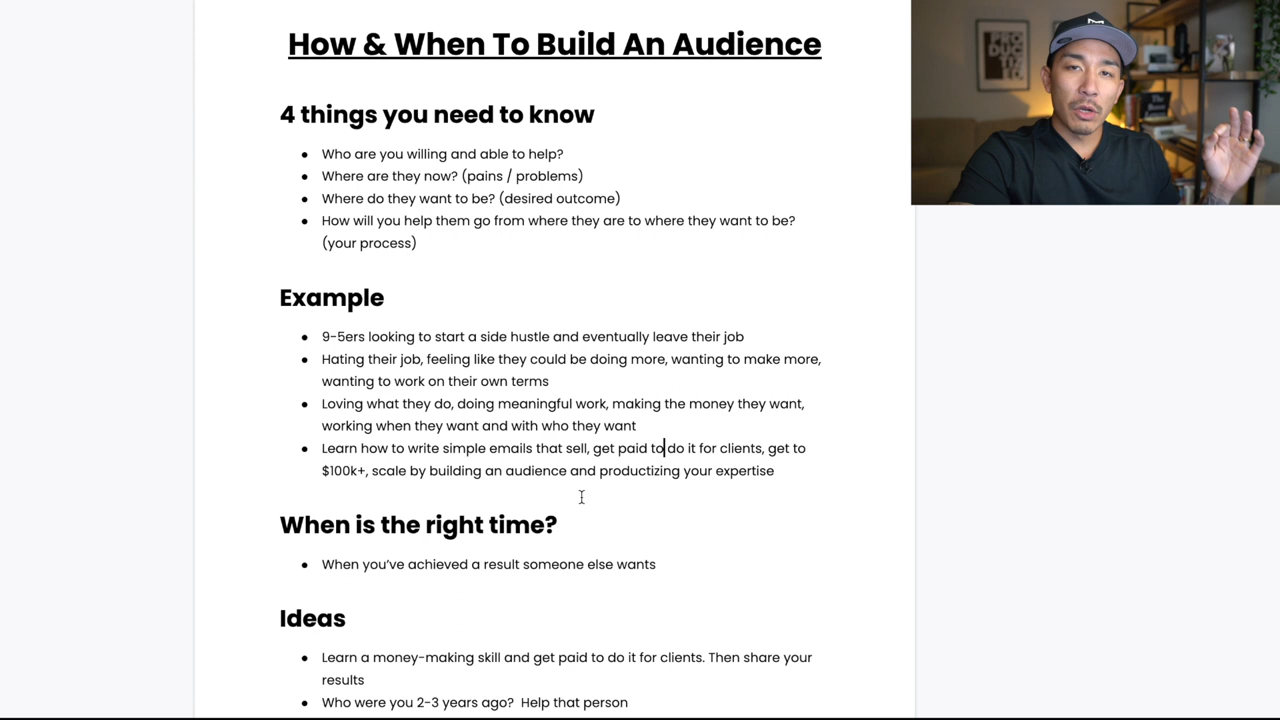 How & When To Build An Audience
4 things you need to know
● Who are you willing and able to help?
● Where are they now? (pains / problems)
● Where do they want to be? (desired outcome)
● How will you help them go from where they are to where they want to be?
(your process)
Example
● 9-5ers looking to start a side hustle and eventually leave their job
● Hating their job, feeling like they could be doing more, wanting to make more,
wanting to work on their own terms
● Loving what they do, doing meaningful work, making the money they want,
working when they want and with who they want
● Learn how to write simple emails that sell, get paid to do it for clients, get to
$100k+, scale by building an audience and productizing your expertise
When is the right time?
● When you’ve achieved a result someone else wants
Ideas
● Learn a money-making skill and get paid to do it for clients. Then share your
results
● Who were you 2-3 years ago?  Help that person
PRO
DUC